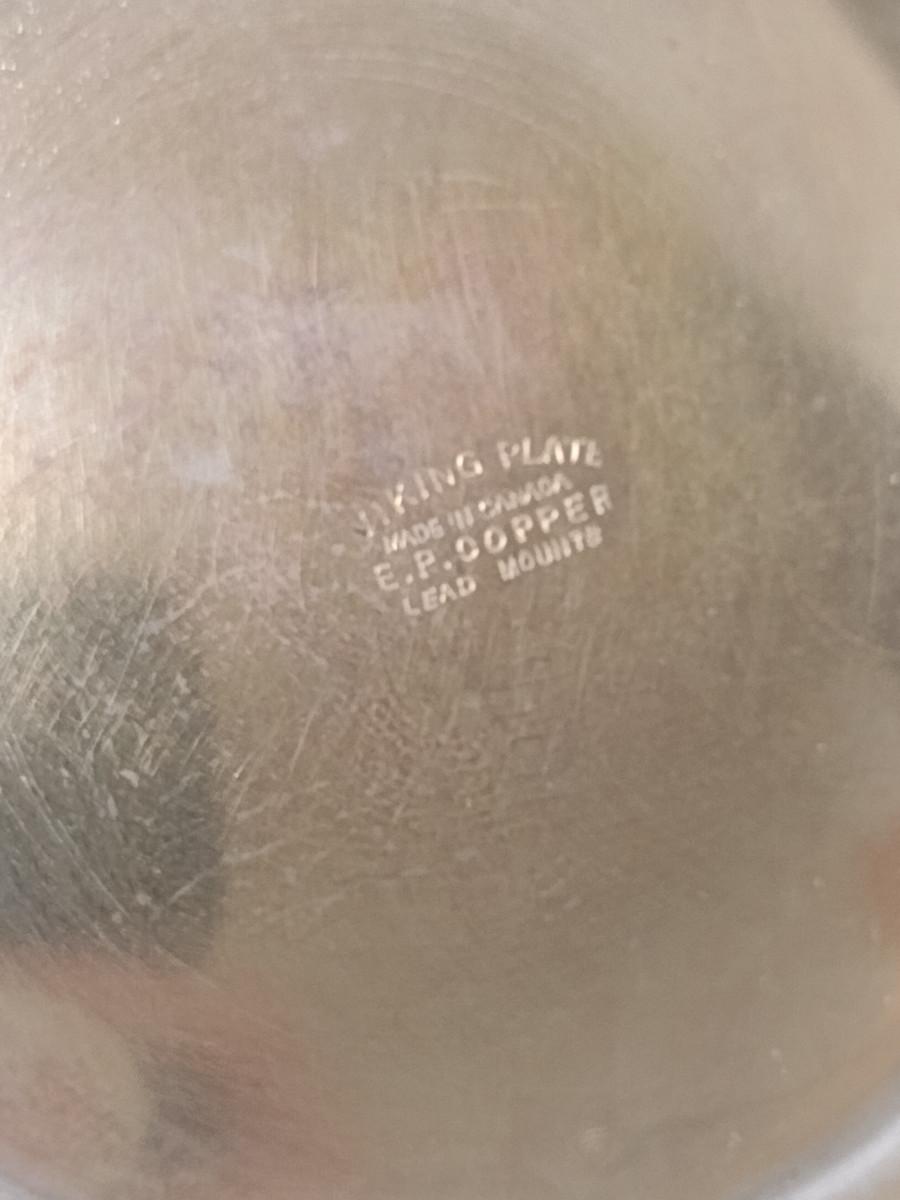 VIKING PLATE
MADE IN CANADA
E.P.COPPER
LEAD MOUNTS